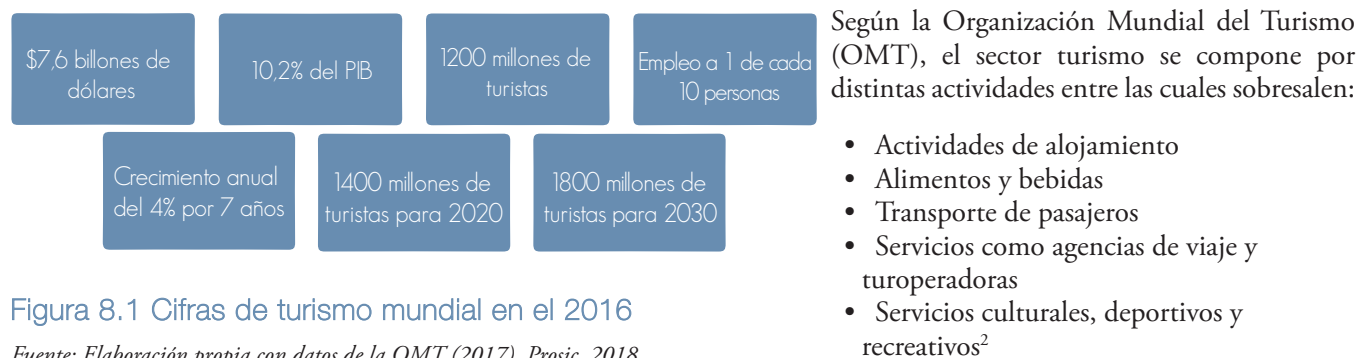 $7,6 billones de
dólares
10,2% del PIB
1200 millones de
turistas
Empleo a 1 de cada
10 personas
Crecimiento anual
del 4% por 7 años
1400 millones de
turistas para 2020
1800 millones de
turistas para 2030
Figura 8.1 Cifras de turismo mundial en el 2016
Fuente: Elaboración propia con datos de la OMT (2017). Prosic, 2018
Según la Organización Mundial del Turismo
(OMT), el sector turismo se compone por
distintas actividades entre las cuales sobresalen:
• Actividades de alojamiento
• Alimentos y bebidas
• Transporte de pasajeros
• Servicios como agencias de viaje y
turoperadoras
• Servicios culturales, deportivos y
recreativos²